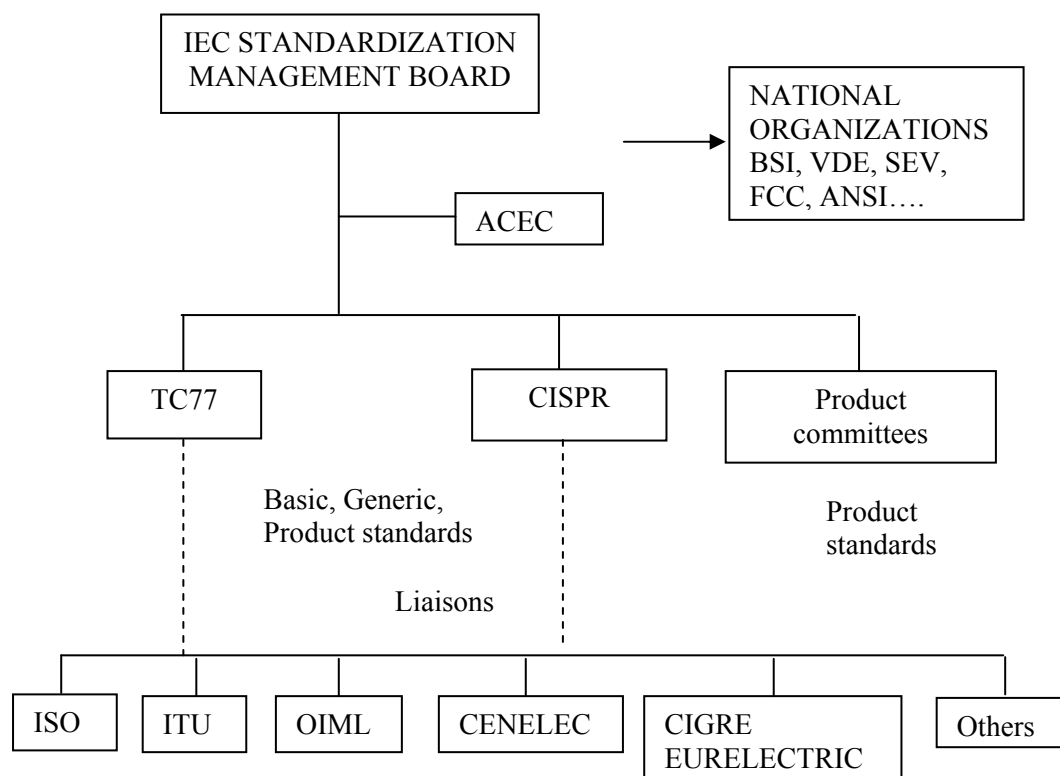 IEC STANDARDIZATION
MANAGEMENT BOARD
NATIONAL
ORGANIZATIONS
BSI, VDE, SEV,
FCC, ANSI….
ACEC
TC77
CISPR
Product
committees
Basic, Generic,
Product standards
Product
standards
Liaisons
ISO
ITU
OIML
CENELEC
CIGRE
EURELECTRIC
Others